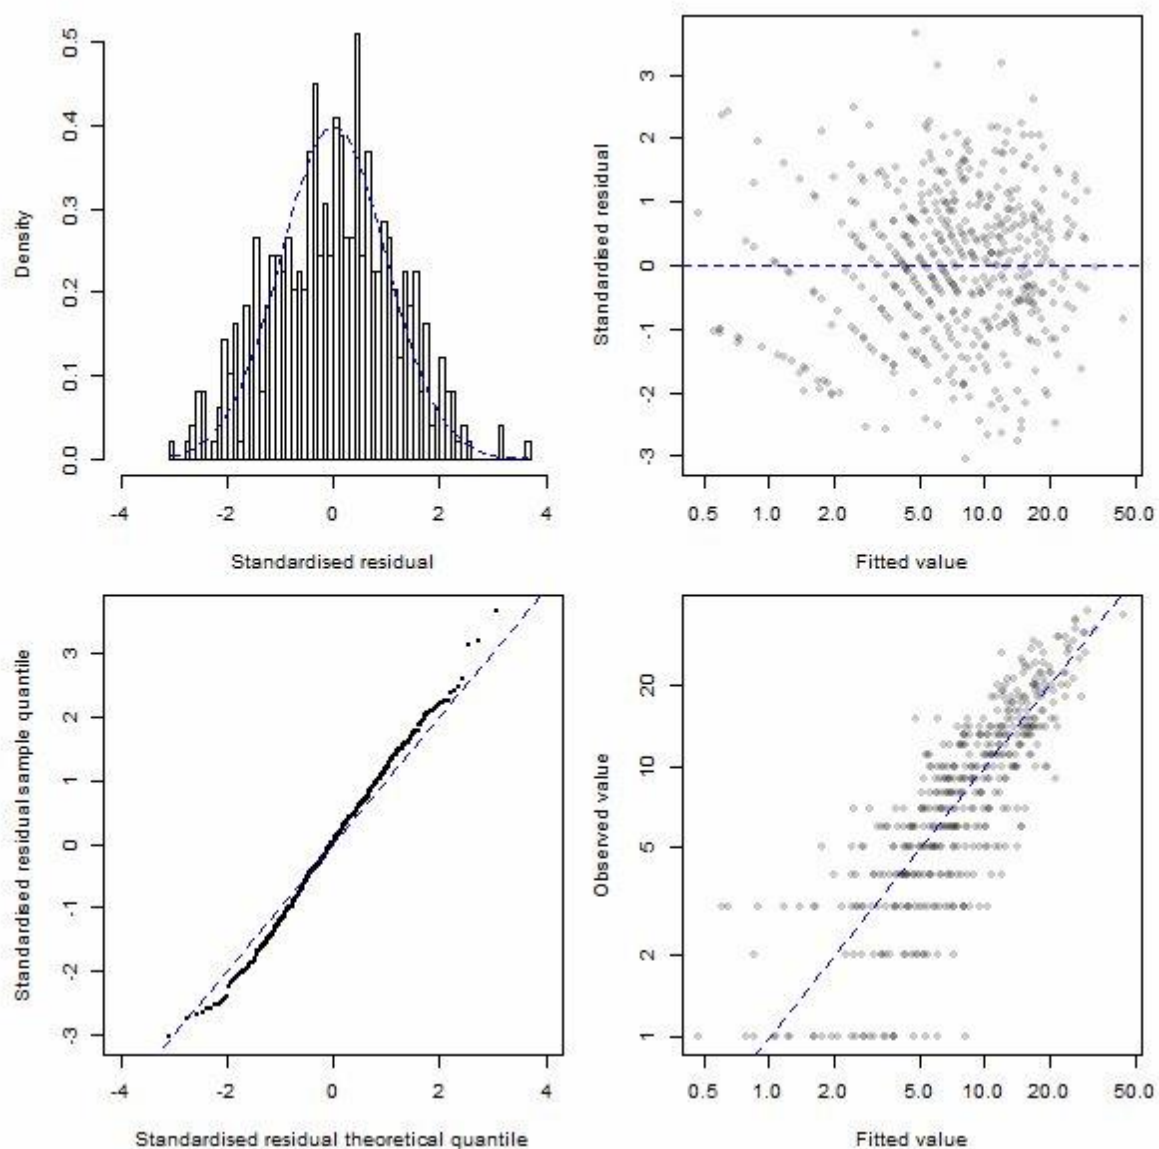 Density
0.0 0.1 0.2 0.3 0.4 0.5
-4 -2 0 2 4
Standardised residual
Standardised residual
-3 -2 -1 0 1 2 3
0.5 1.0 2.0 5.0 10.0 20.0 50.0
Fitted value
Standardised residual sample quantile
-3 -2 -1 0 1 2 3
-4 -2 0 2 4
Standardised residual theoretical quantile
Observed value
1 2 5 10 20
0.5 1.0 2.0 5.0 10.0 20.0 50.0
Fitted value